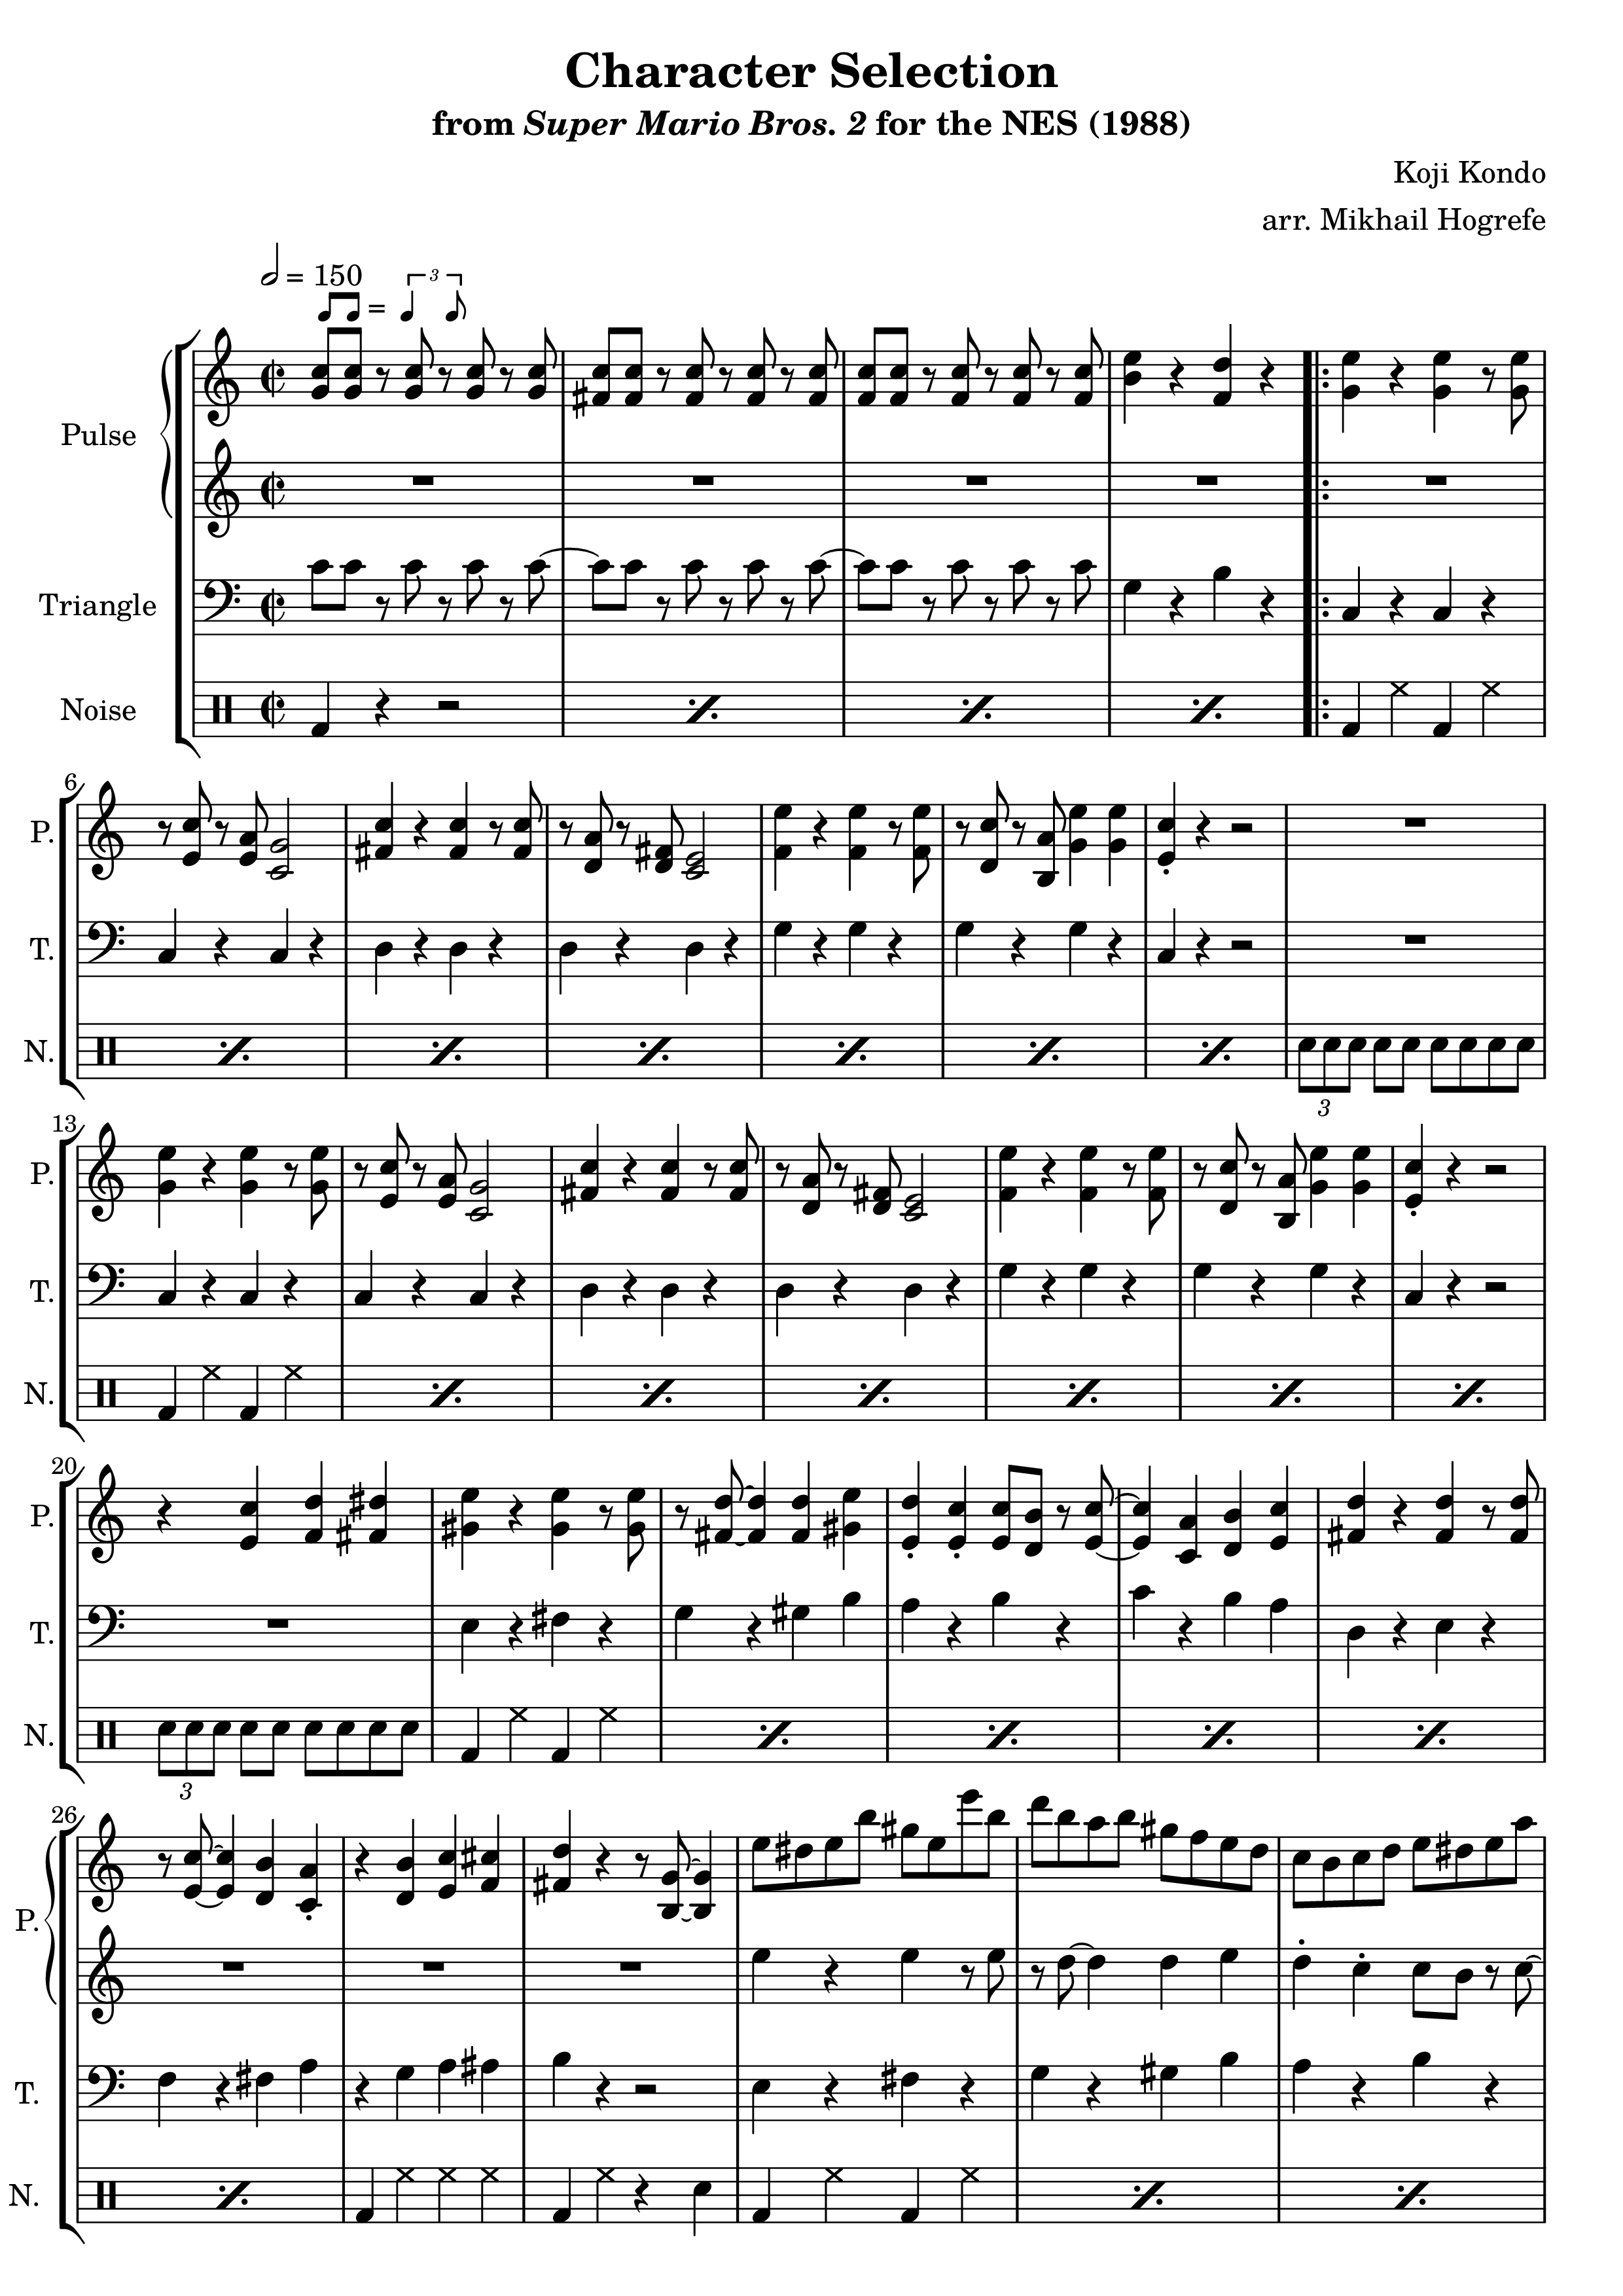 Character Selection
from Super Mario Bros. 2 for the NES (1988)
Koji Kondo
arr. Mikhail Hogrefe
= 150
= 3
Pulse
Triangle
Noise
6
P.
T.
N.
3
13
P.
T.
N.
20
P.
T.
N.
3
26
P.
T.
N.